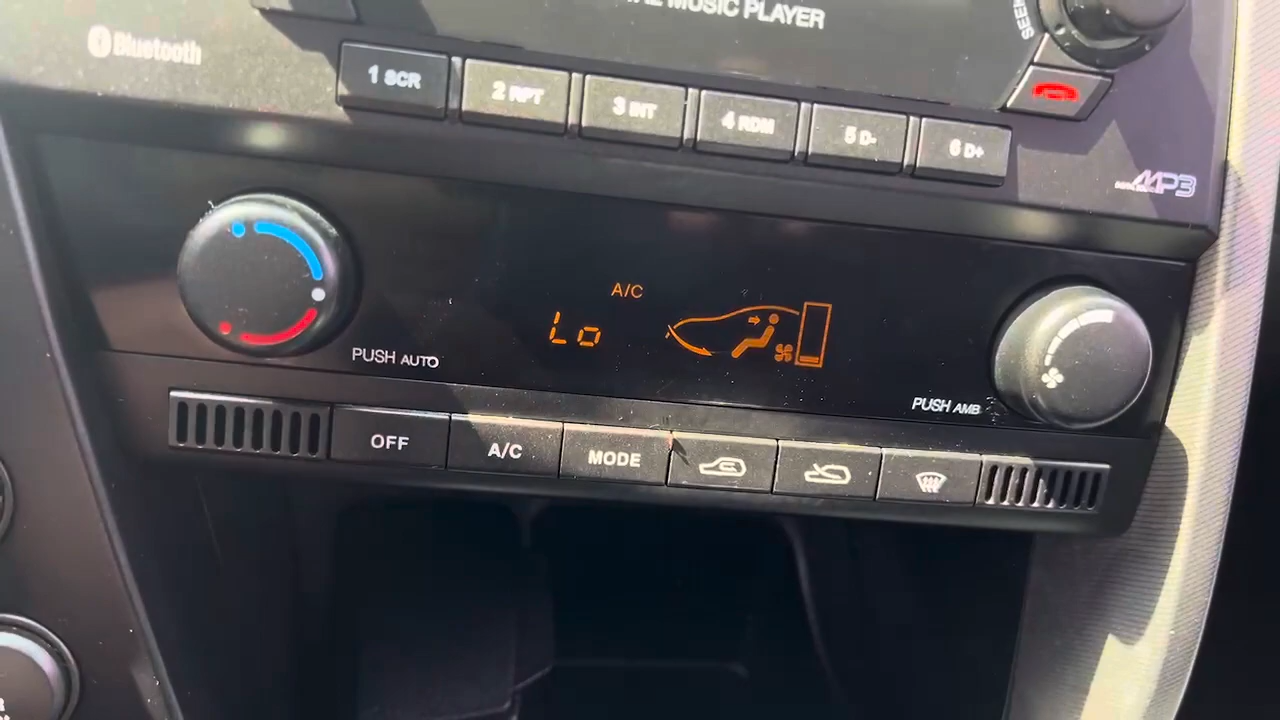 AL MUSIC PLAYER
SEEK
Bluetooth
1 SCR
2 RPT
3 INT
4 RDM
5 D-
6 D+
MP3
A/C
Lo
PUSH AUTO
PUSH AMB
OFF
A/C
MODE